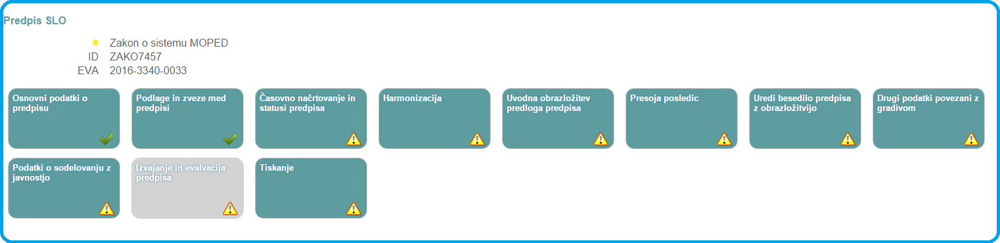 Predpis SLO
Zakon o sistemu MOPED
ID ZAKO7457
EVA 2016-3340-0033
Osnovni podatki o
predpisu
Podlage in zveze med
predpisi
Časovno načrtovanje in
statusi predpisa
Harmonizacija
Uvodna obrazložitev
predloga predpisa
Presoja posledic
Uredi besedilo predpisa
z obrazložitvijo
Drugi podatki povezani z
gradivom
Podatki o sodelovanju z
javnostjo
Izvajanje in evalvacija
predpisa
Tiskanje